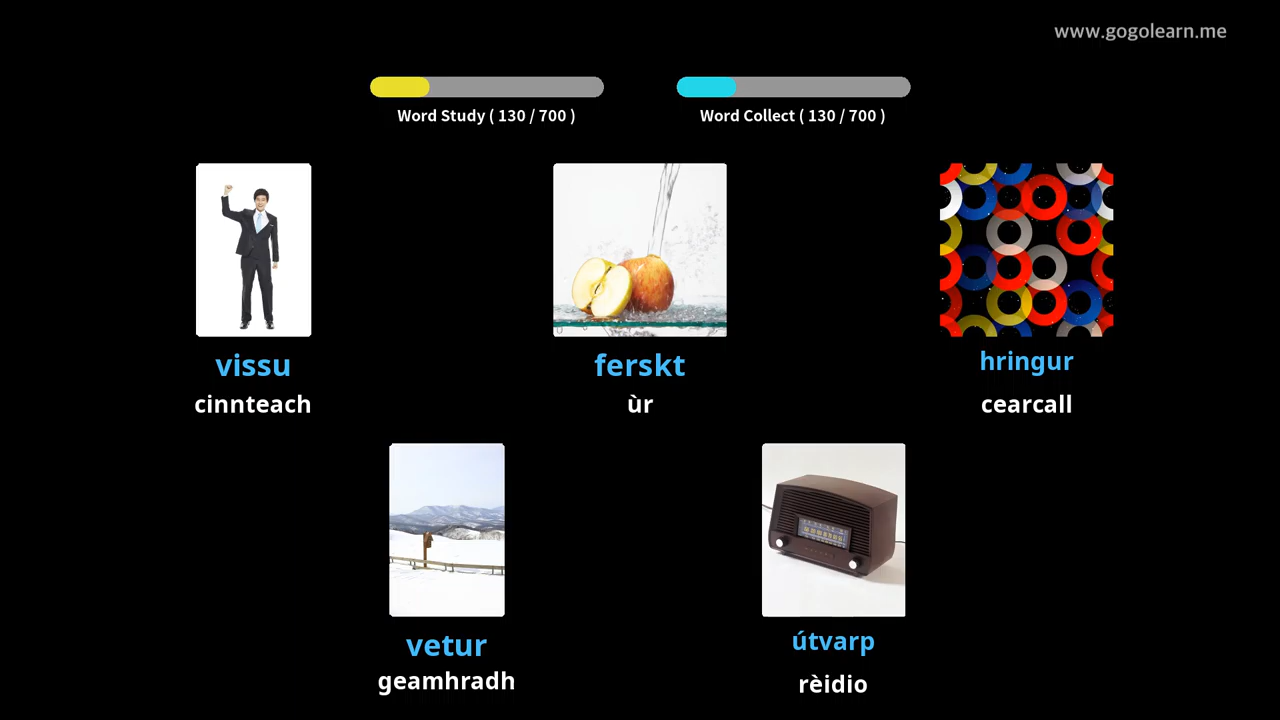 www.gogolearn.me
Word Study ( 130 / 700 )
Word Collect ( 130 / 700 )
vissu
cinnteach
ferskt
ùr
hringur
cearcall
vetur
geamhradh
útvarp
rèidio